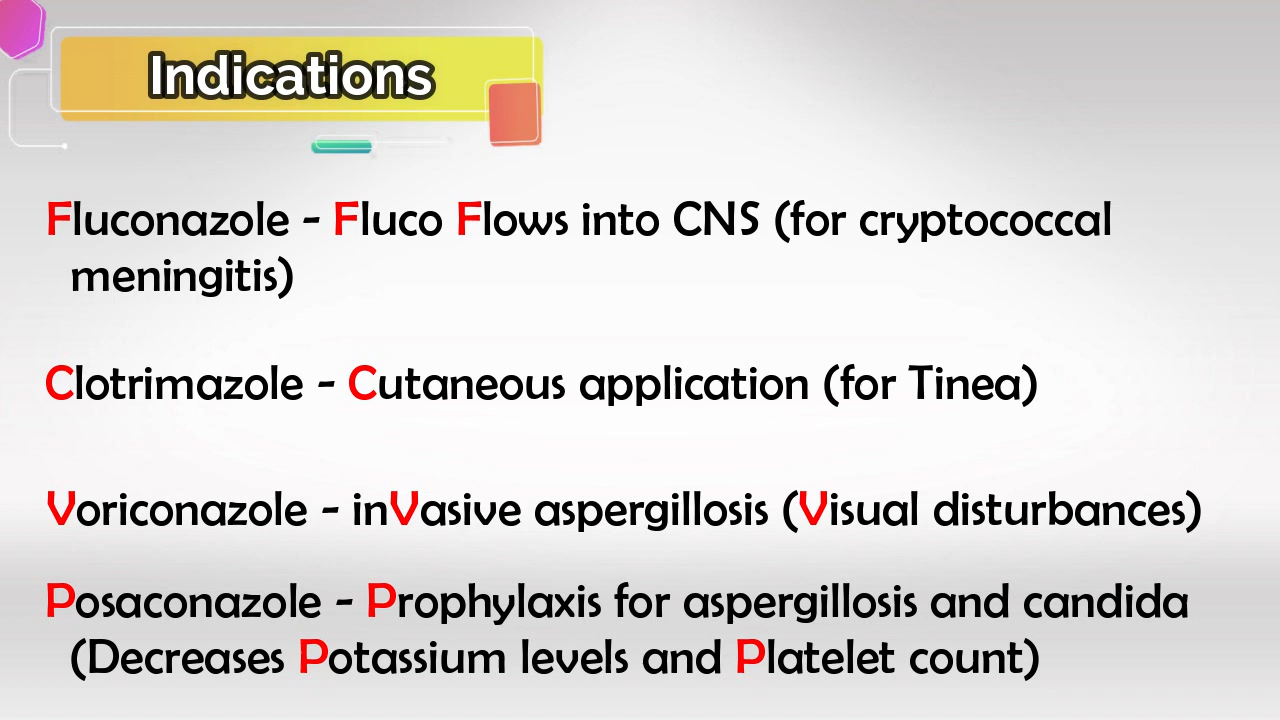 Indications
Fluconazole - Fluco Flows into CNS (for cryptococcal
meningitis)
Clotrimazole - Cutaneous application (for Tinea)
Voriconazole - inVasive aspergillosis (Visual disturbances)
Posaconazole - Prophylaxis for aspergillosis and candida
(Decreases Potassium levels and Platelet count)